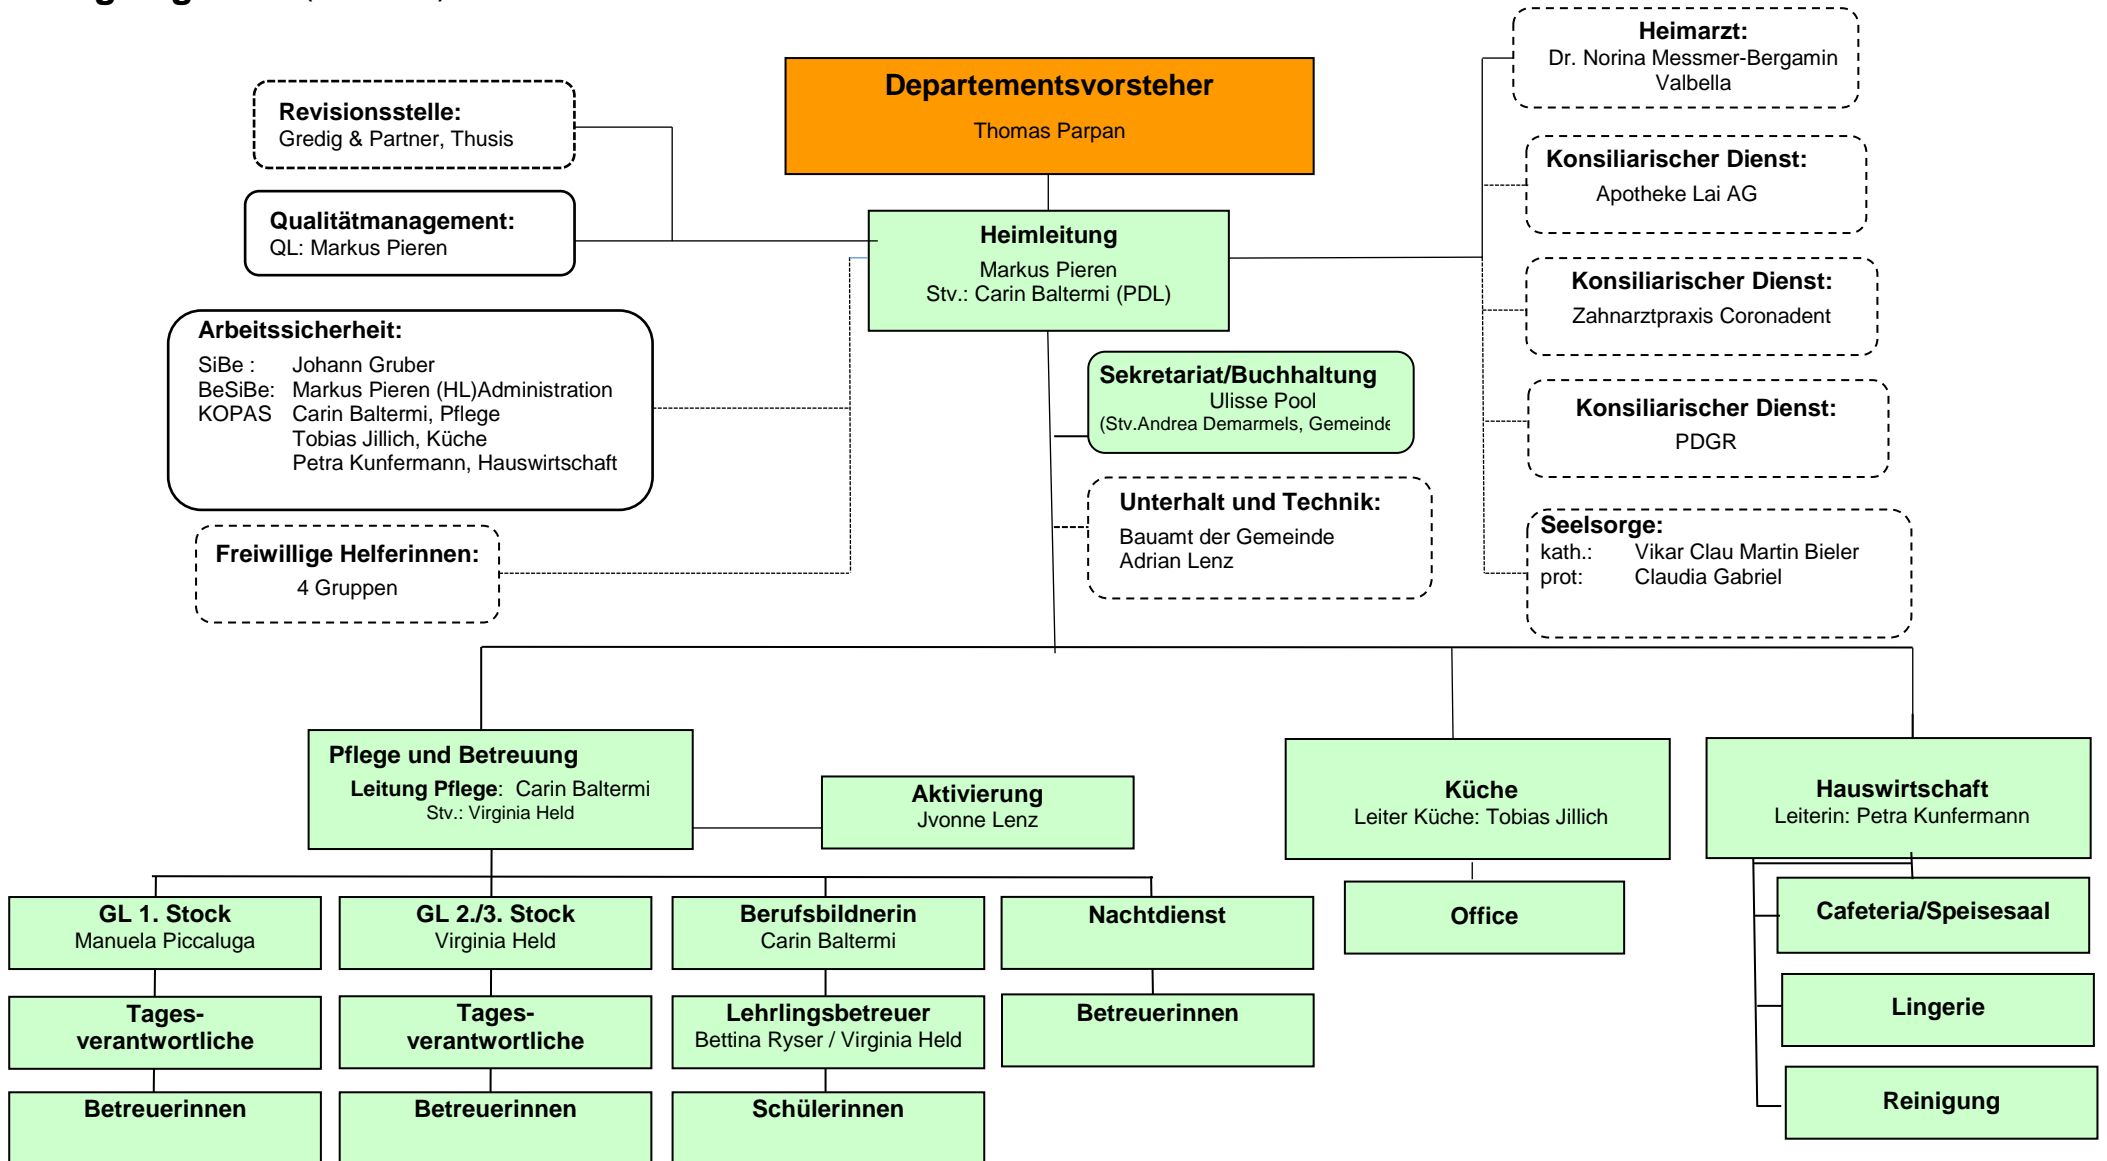 Revisionsstelle:
Gredig & Partner, Thusis
Qualitätmanagement:
QL: Markus Pieren
Arbeitssicherheit:
SiBe : Johann Gruber
BeSiBe: Markus Pieren (HL)Administration
KOPAS Carin Baltermi, Pflege
Tobias Jillich, Küche
Petra Kunfermann, Hauswirtschaft
Freiwillige Helferinnen:
4 Gruppen
Departementsvorsteher
Thomas Parpan
Heimleitung
Markus Pieren
Stv.: Carin Baltermi (PDL)
Sekretariat/Buchhaltung
Ulisse Pool
(Stv.Andrea Demarmels, Gemeinde
Unterhalt und Technik:
Bauamt der Gemeinde
Adrian Lenz
Heimarzt:
Dr. Norina Messmer-Bergamin
Valbella
Konsiliarischer Dienst:
Apotheke Lai AG
Konsiliarischer Dienst:
Zahnarztpraxis Coronadent
Konsiliarischer Dienst:
PDGR
Seelsorge:
kath.: Vikar Clau Martin Bieler
prot: Claudia Gabriel
Pflege und Betreuung
Leitung Pflege: Carin Baltermi
Stv.: Virginia Held
Aktivierung
Jvonne Lenz
Küche
Leiter Küche: Tobias Jillich
Hauswirtschaft
Leiterin: Petra Kunfermann
GL 1. Stock
Manuela Piccaluga
GL 2./3. Stock
Virginia Held
Berufsbildnerin
Carin Baltermi
Nachtdienst
Office
Cafeteria/Speisesaal
Tages-
verantwortliche
Tages-
verantwortliche
Lehrlingsbetreuer
Bettina Ryser / Virginia Held
Betreuerinnen
Lingerie
Betreuerinnen
Betreuerinnen
Schülerinnen
Reinigung